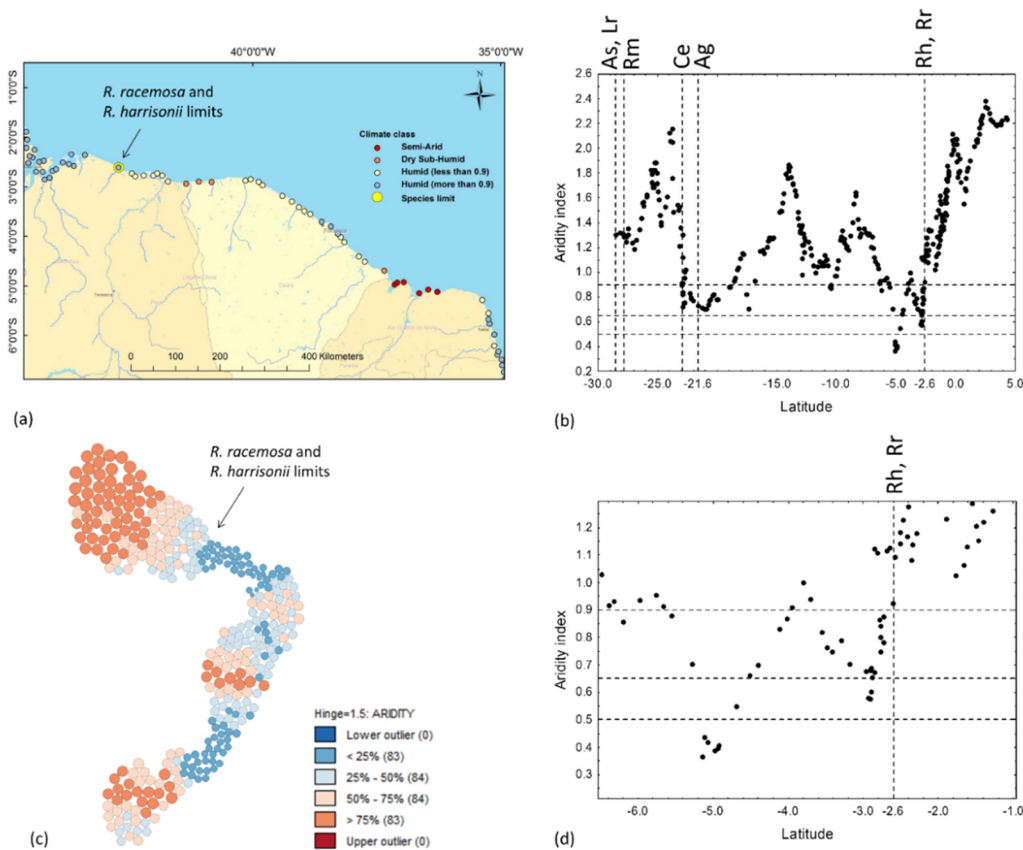 (a)
40°0'0"W
35°0'0"W
1°0'0"S
2°0'0"S
3°0'0"S
4°0'0"S
5°0'0"S
6°0'0"S
R. racemosa and
R. harrisonii limits
N
Climate class
Semi-Arid
Dry Sub-Humid
Humid (less than 0.9)
Humid (more than 0.9)
Species limit
0 100 200 400 Kilometers
(a)
As, Lr
Rm
Ce
Ag
Rh, Rr
2.6
2.4
2.2
2.0
1.8
1.6
1.4
1.2
1.0
0.9
0.8
0.65
0.5
0.4
0.2
Aridity index
-30.0 -25.0 -21.6 -15.0 -10.0 -5.0 -2.6 0.0 5.0
Latitude
(b)
R. racemosa and
R. harrisonii limits
Hinge=1.5: ARIDITY
Lower outlier (0)
< 25% (83)
25% - 50% (84)
50% - 75% (84)
> 75% (83)
Upper outlier (0)
(c)
Rh, Rr
1.2
1.1
1.0
0.9
0.8
0.7
0.65
0.5
0.4
0.3
Aridity index
-6.0 -5.0 -4.0 -3.0 -2.6 -2.0 -1.0
Latitude
(d)